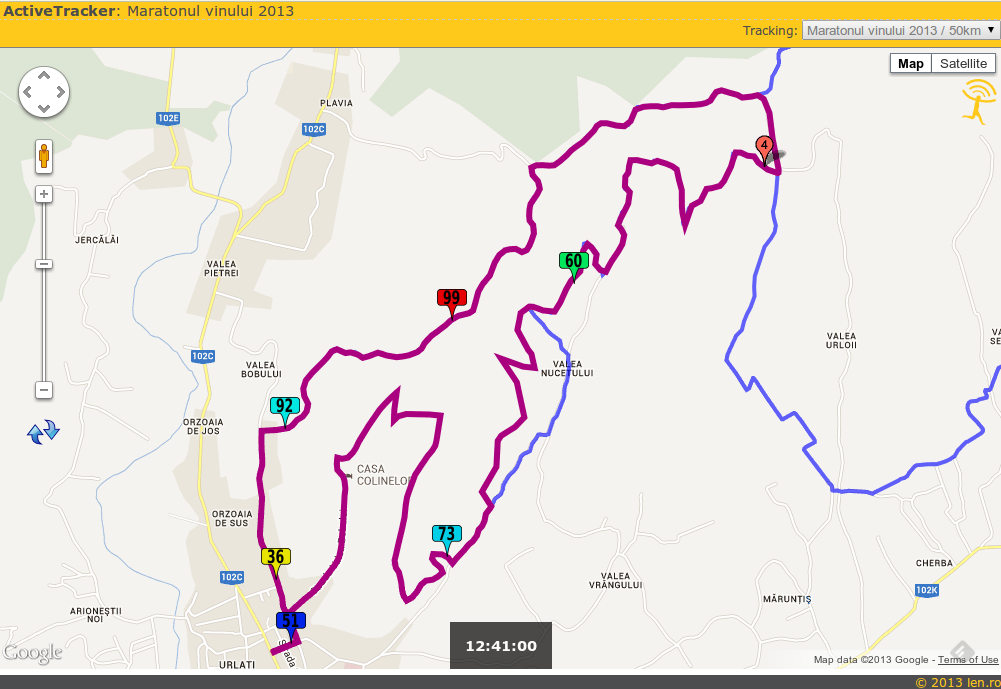 ActiveTracker: Maratonul vinului 2013
Tracking: Maratonul vinului 2013 / 50km
Map Satellite
PLAVIA
102E
102C
4
JERCĂLĂI
VALEA
PIETREI
60
99
VALEA
URLOII
VA
SE
102C
VALEA
BOBULUI
VALEA
NUCETULUI
92
ORZOAIA
DE JOS
CASA
COLINELOR
ORZOAIA
DE SUS
73
36
102C
CHERBA
VALEA
VRÂNGULUI
102K
MĂRUNȚIȘ
ARIONEȘTII
NOI
51
12:41:00
Google
URLATI
Map data ©2013 Google - Terms of Use
© 2013 len.ro